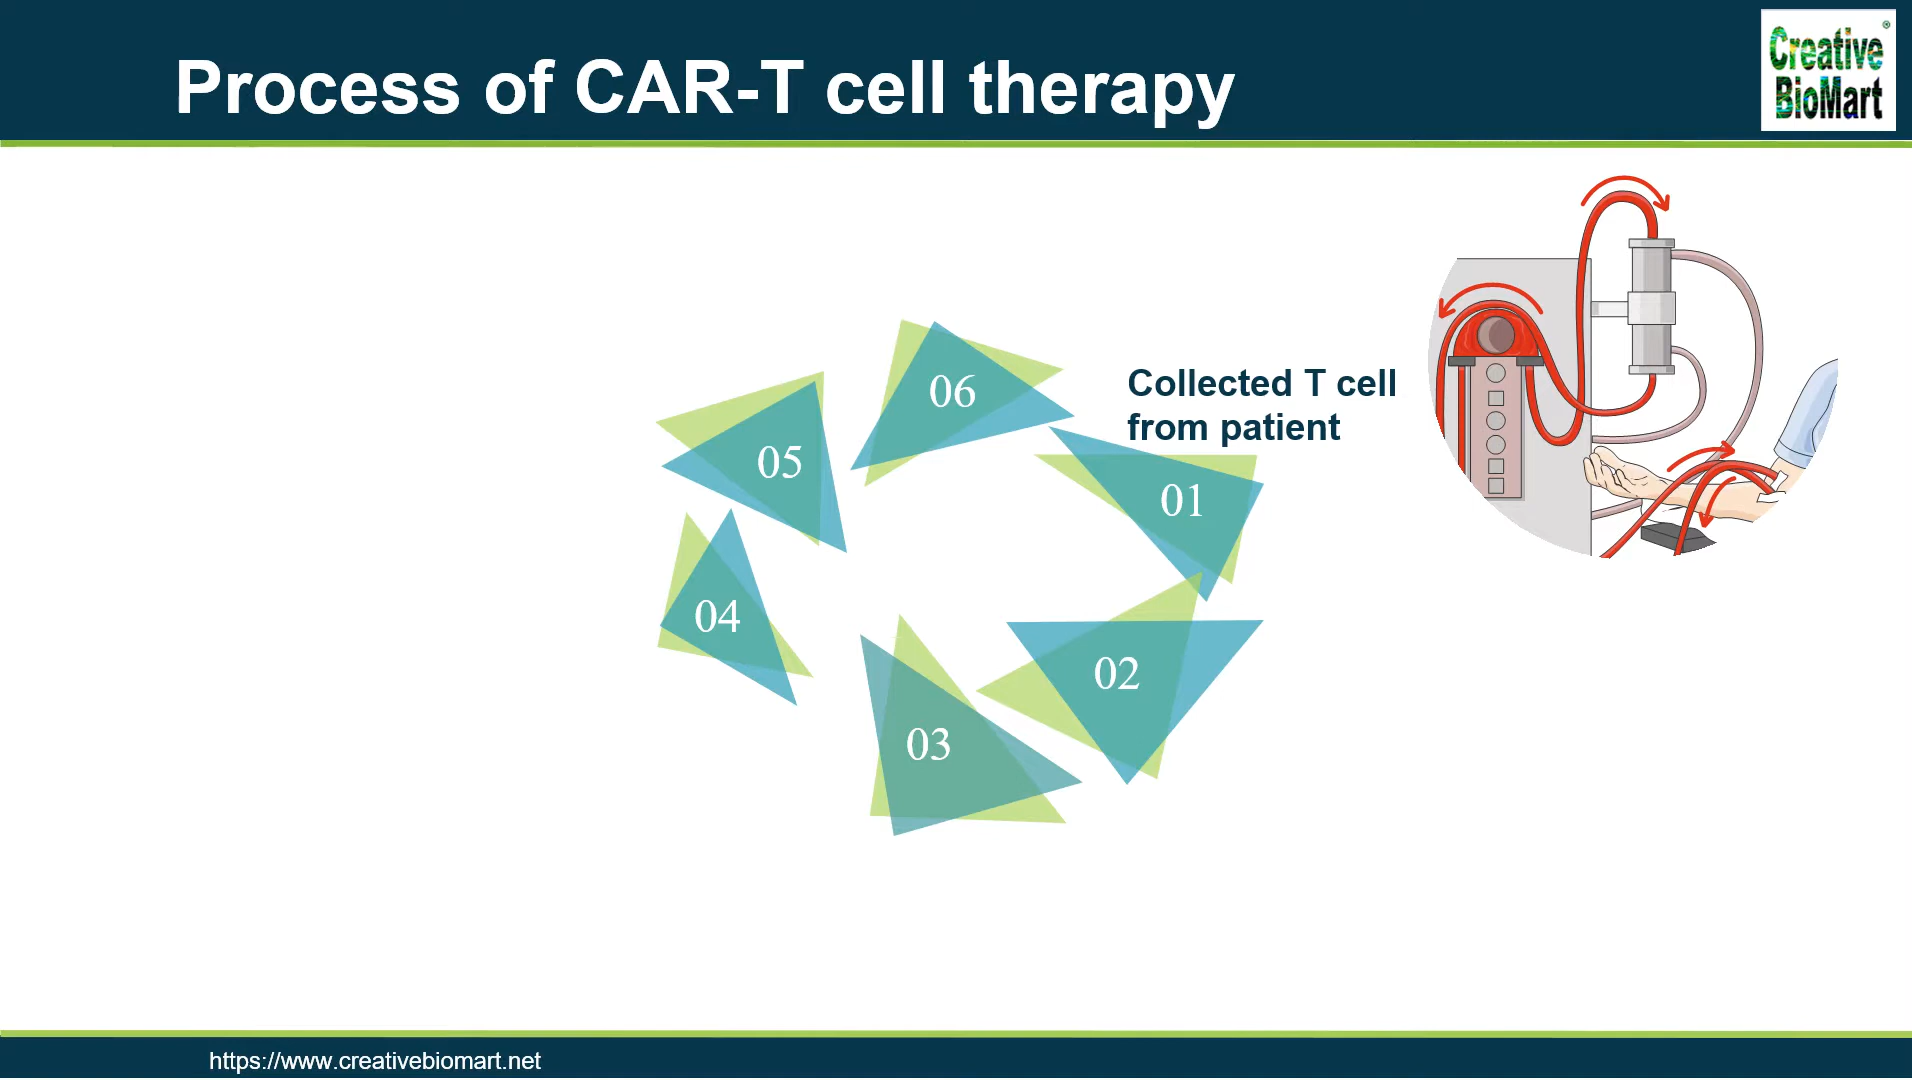 Process of CAR-T cell therapy
Creative®
BioMart
Collected T cell
from patient
01
02
03
04
05
06
https://www.creativebiomart.net